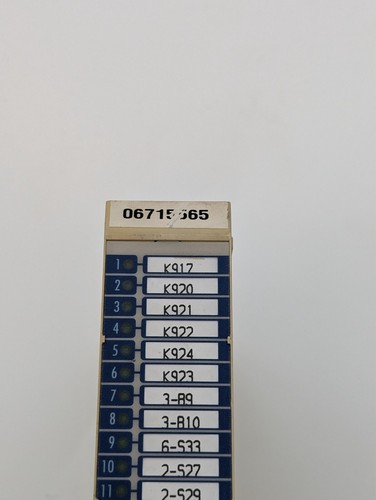 06715565
1 K917
2 K920
3 K921
4 K922
5 K924
6 K923
7 3-B9
8 3-B10
9 6-S33
10 2-S27
11 2-S29